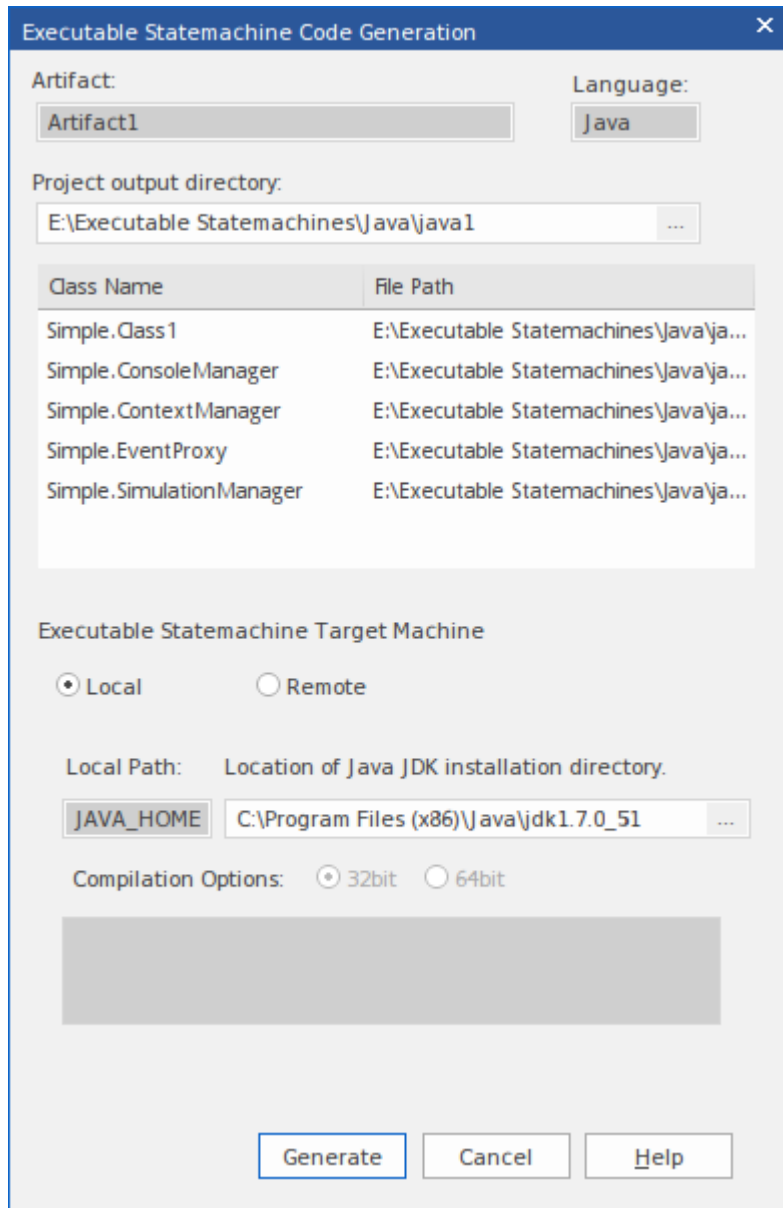 Executable Statemachine Code Generation
Artifact:
Language:
Artifact1
Java
Project output directory:
E:\Executable Statemachines\Java\java1
...
Class Name
File Path
Simple.Class1
E:\Executable Statemachines\Java\ja...
Simple.ConsoleManager
E:\Executable Statemachines\Java\ja...
Simple.ContextManager
E:\Executable Statemachines\Java\ja...
Simple.EventProxy
E:\Executable Statemachines\Java\ja...
Simple.SimulationManager
E:\Executable Statemachines\Java\ja...
Executable Statemachine Target Machine
Local
Remote
Local Path:
Location of Java JDK installation directory.
JAVA_HOME
C:\Program Files (x86)\Java\jdk1.7.0_51
...
Compilation Options:
32bit
64bit
Generate
Cancel
Help